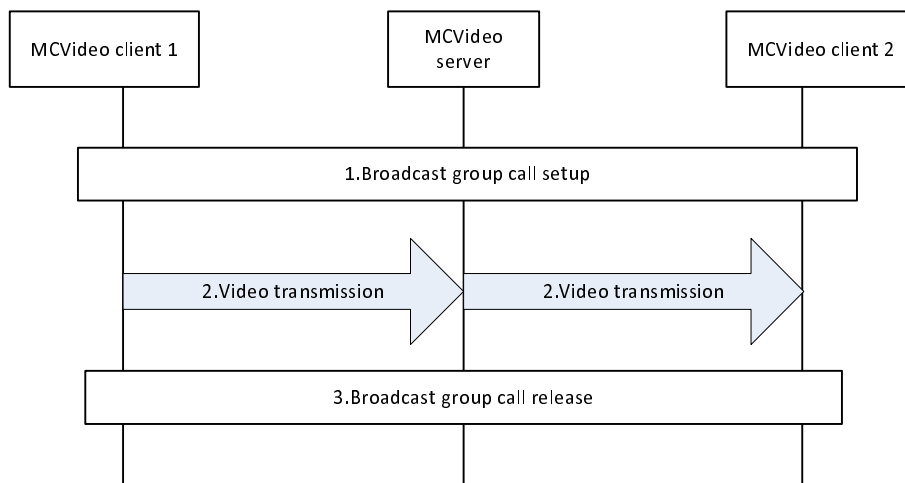 MCVideo client 1
MCVideo
server
MCVideo client 2
1.Broadcast group call setup
2.Video transmission
2.Video transmission
3.Broadcast group call release